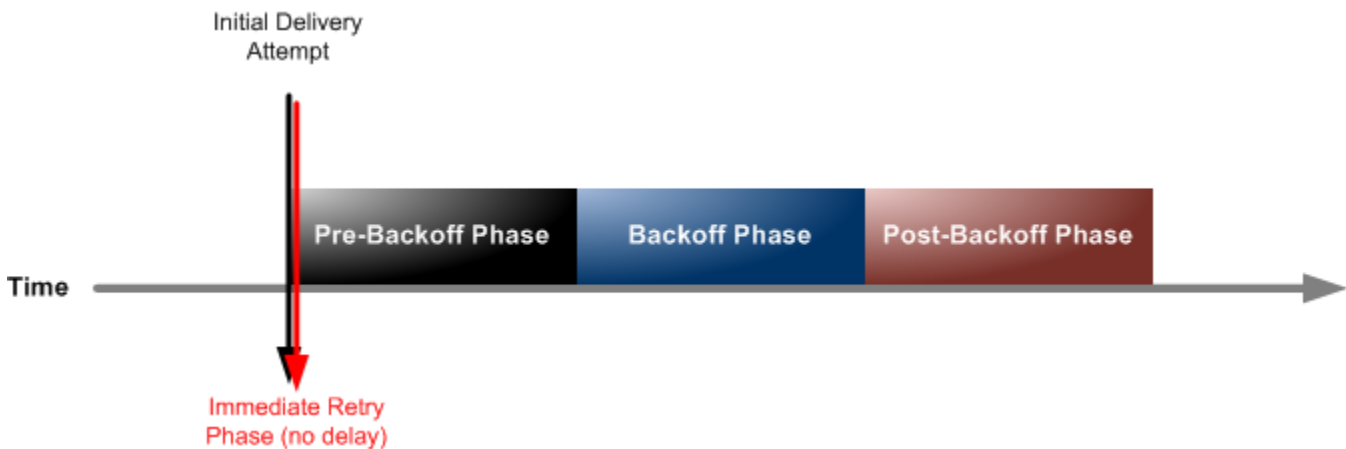 Initial Delivery
Attempt
Pre-Backoff Phase
Backoff Phase
Post-Backoff Phase
Time
Immediate Retry
Phase (no delay)